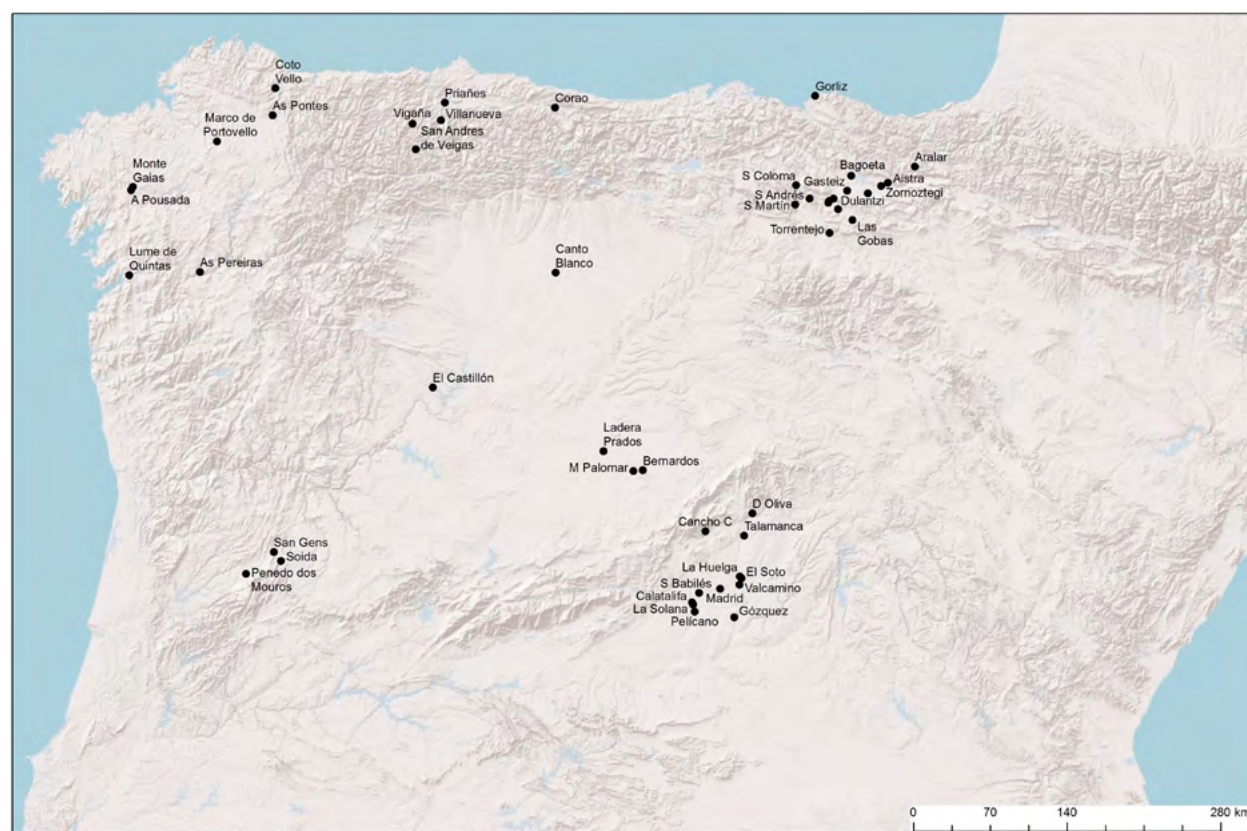 Coto
Vello
As Pontes
Marco de
Portovello
Monte
Gaias
A Pousada
Lume de
Quintas
As Pereiras
Priañes
Vigaña
Villanueva
San Andres
de Veigas
Corao
Gorliz
Aralar
Bagoeta
Aistra
S Coloma
Gasteiz
Zornoztegi
S Andrés
Dulantzi
S Martín
Torrentejo
Las
Gobas
Canto
Blanco
El Castillón
Ladera
Prados
M Palomar
Bernardos
D Oliva
Cancho C
Talamanca
La Huelga
El Soto
S Babilés
Valcamino
Calatalifa
Madrid
La Solana
Gózquez
Pelícano
San Gens
Soida
Penedo dos
Mouros
0 70 140 280 km